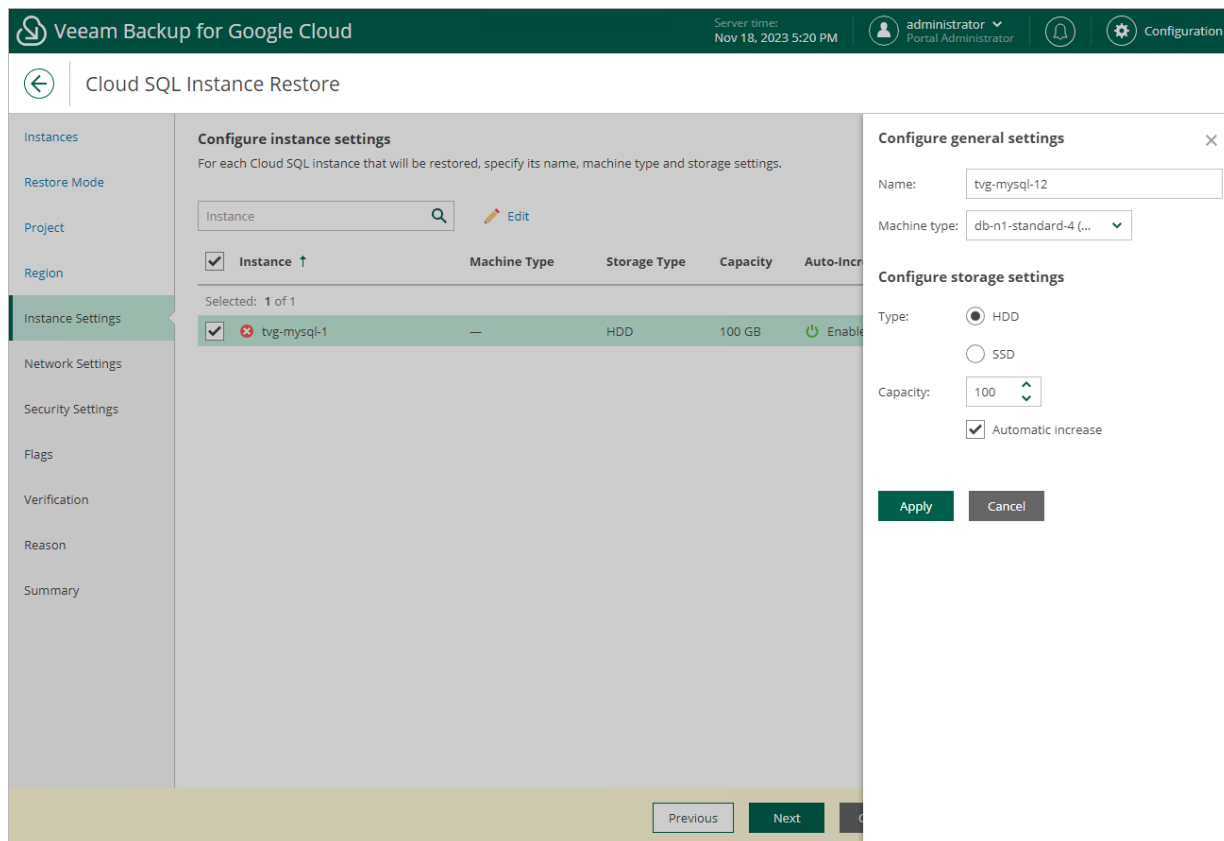 Veeam Backup for Google Cloud
Server time:
Nov 18, 2023 5:20 PM
administrator
Portal Administrator
Configuration
Cloud SQL Instance Restore
Instances
Restore Mode
Project
Region
Instance Settings
Network Settings
Security Settings
Flags
Verification
Reason
Summary
Configure instance settings
For each Cloud SQL instance that will be restored, specify its name, machine type and storage settings.
Instance
Edit
Instance ↑ Machine Type Storage Type Capacity Auto-Incr
Selected: 1 of 1
tvg-mysql-1 — HDD 100 GB Enable
Previous Next C
Configure general settings
Name: tvg-mysql-12
Machine type: db-n1-standard-4 (...
Configure storage settings
Type: HDD
SSD
Capacity: 100
Automatic increase
Apply Cancel